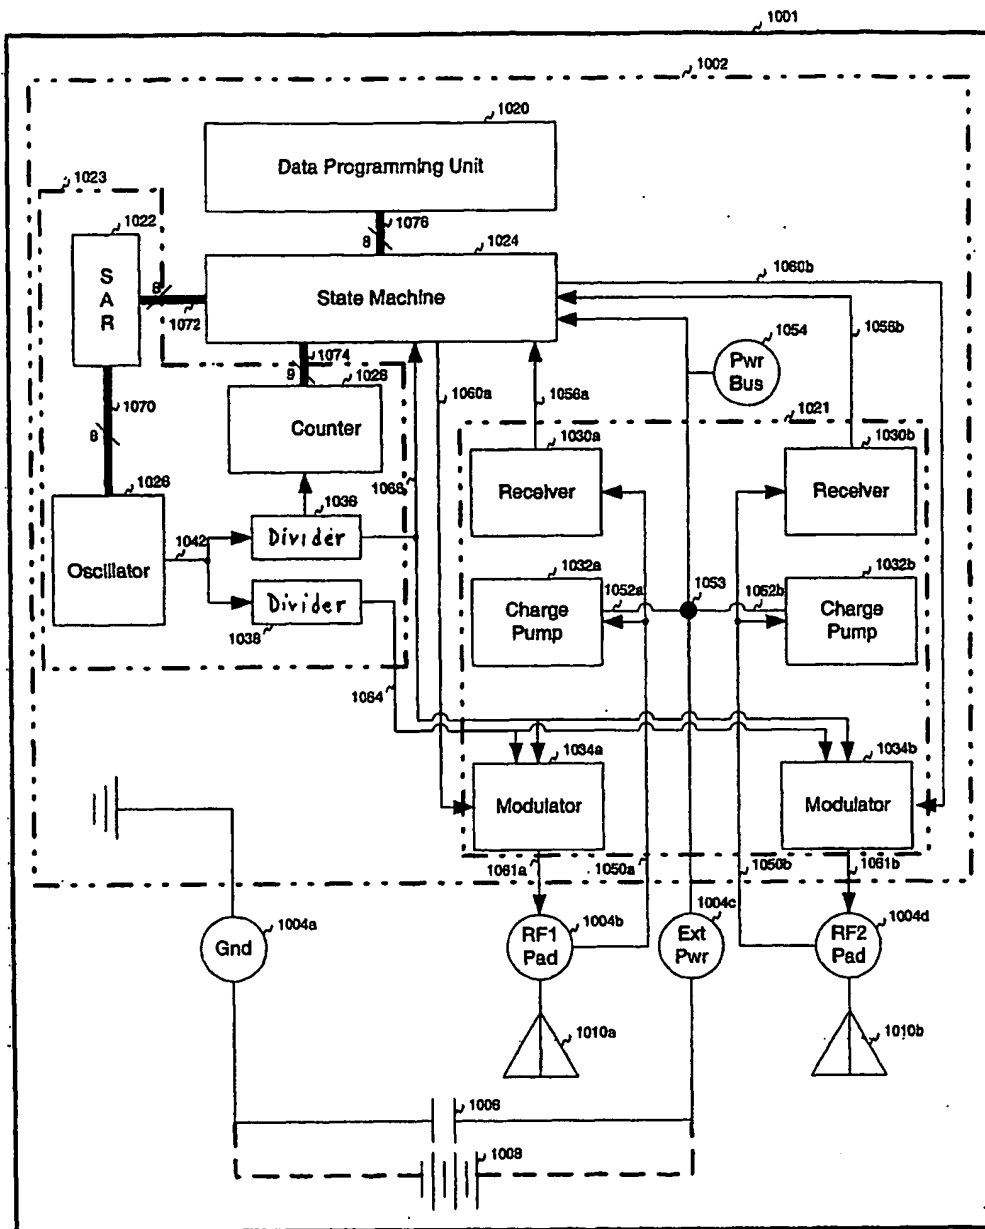 1001
1002
1020
Data Programming Unit
1023
1022
S
A
R
8
1076
1024
State Machine
8
1072
1060b
1056b
1054
Pwr
Bus
1074
9
1028
Counter
1060a
1056a
1021
1070
8
1030a
Receiver
1030b
Receiver
1026
Oscillator
1042
1036
Divider
1068
Divider
1038
1032a
Charge
Pump
1052a
1053
1052b
1032b
Charge
Pump
1064
1034a
Modulator
1034b
Modulator
1061a
1050a
1050b
1061b
1004a
Gnd
1004b
RF1
Pad
1004c
Ext
Pwr
1004d
RF2
Pad
1010a
1010b
1006
1008